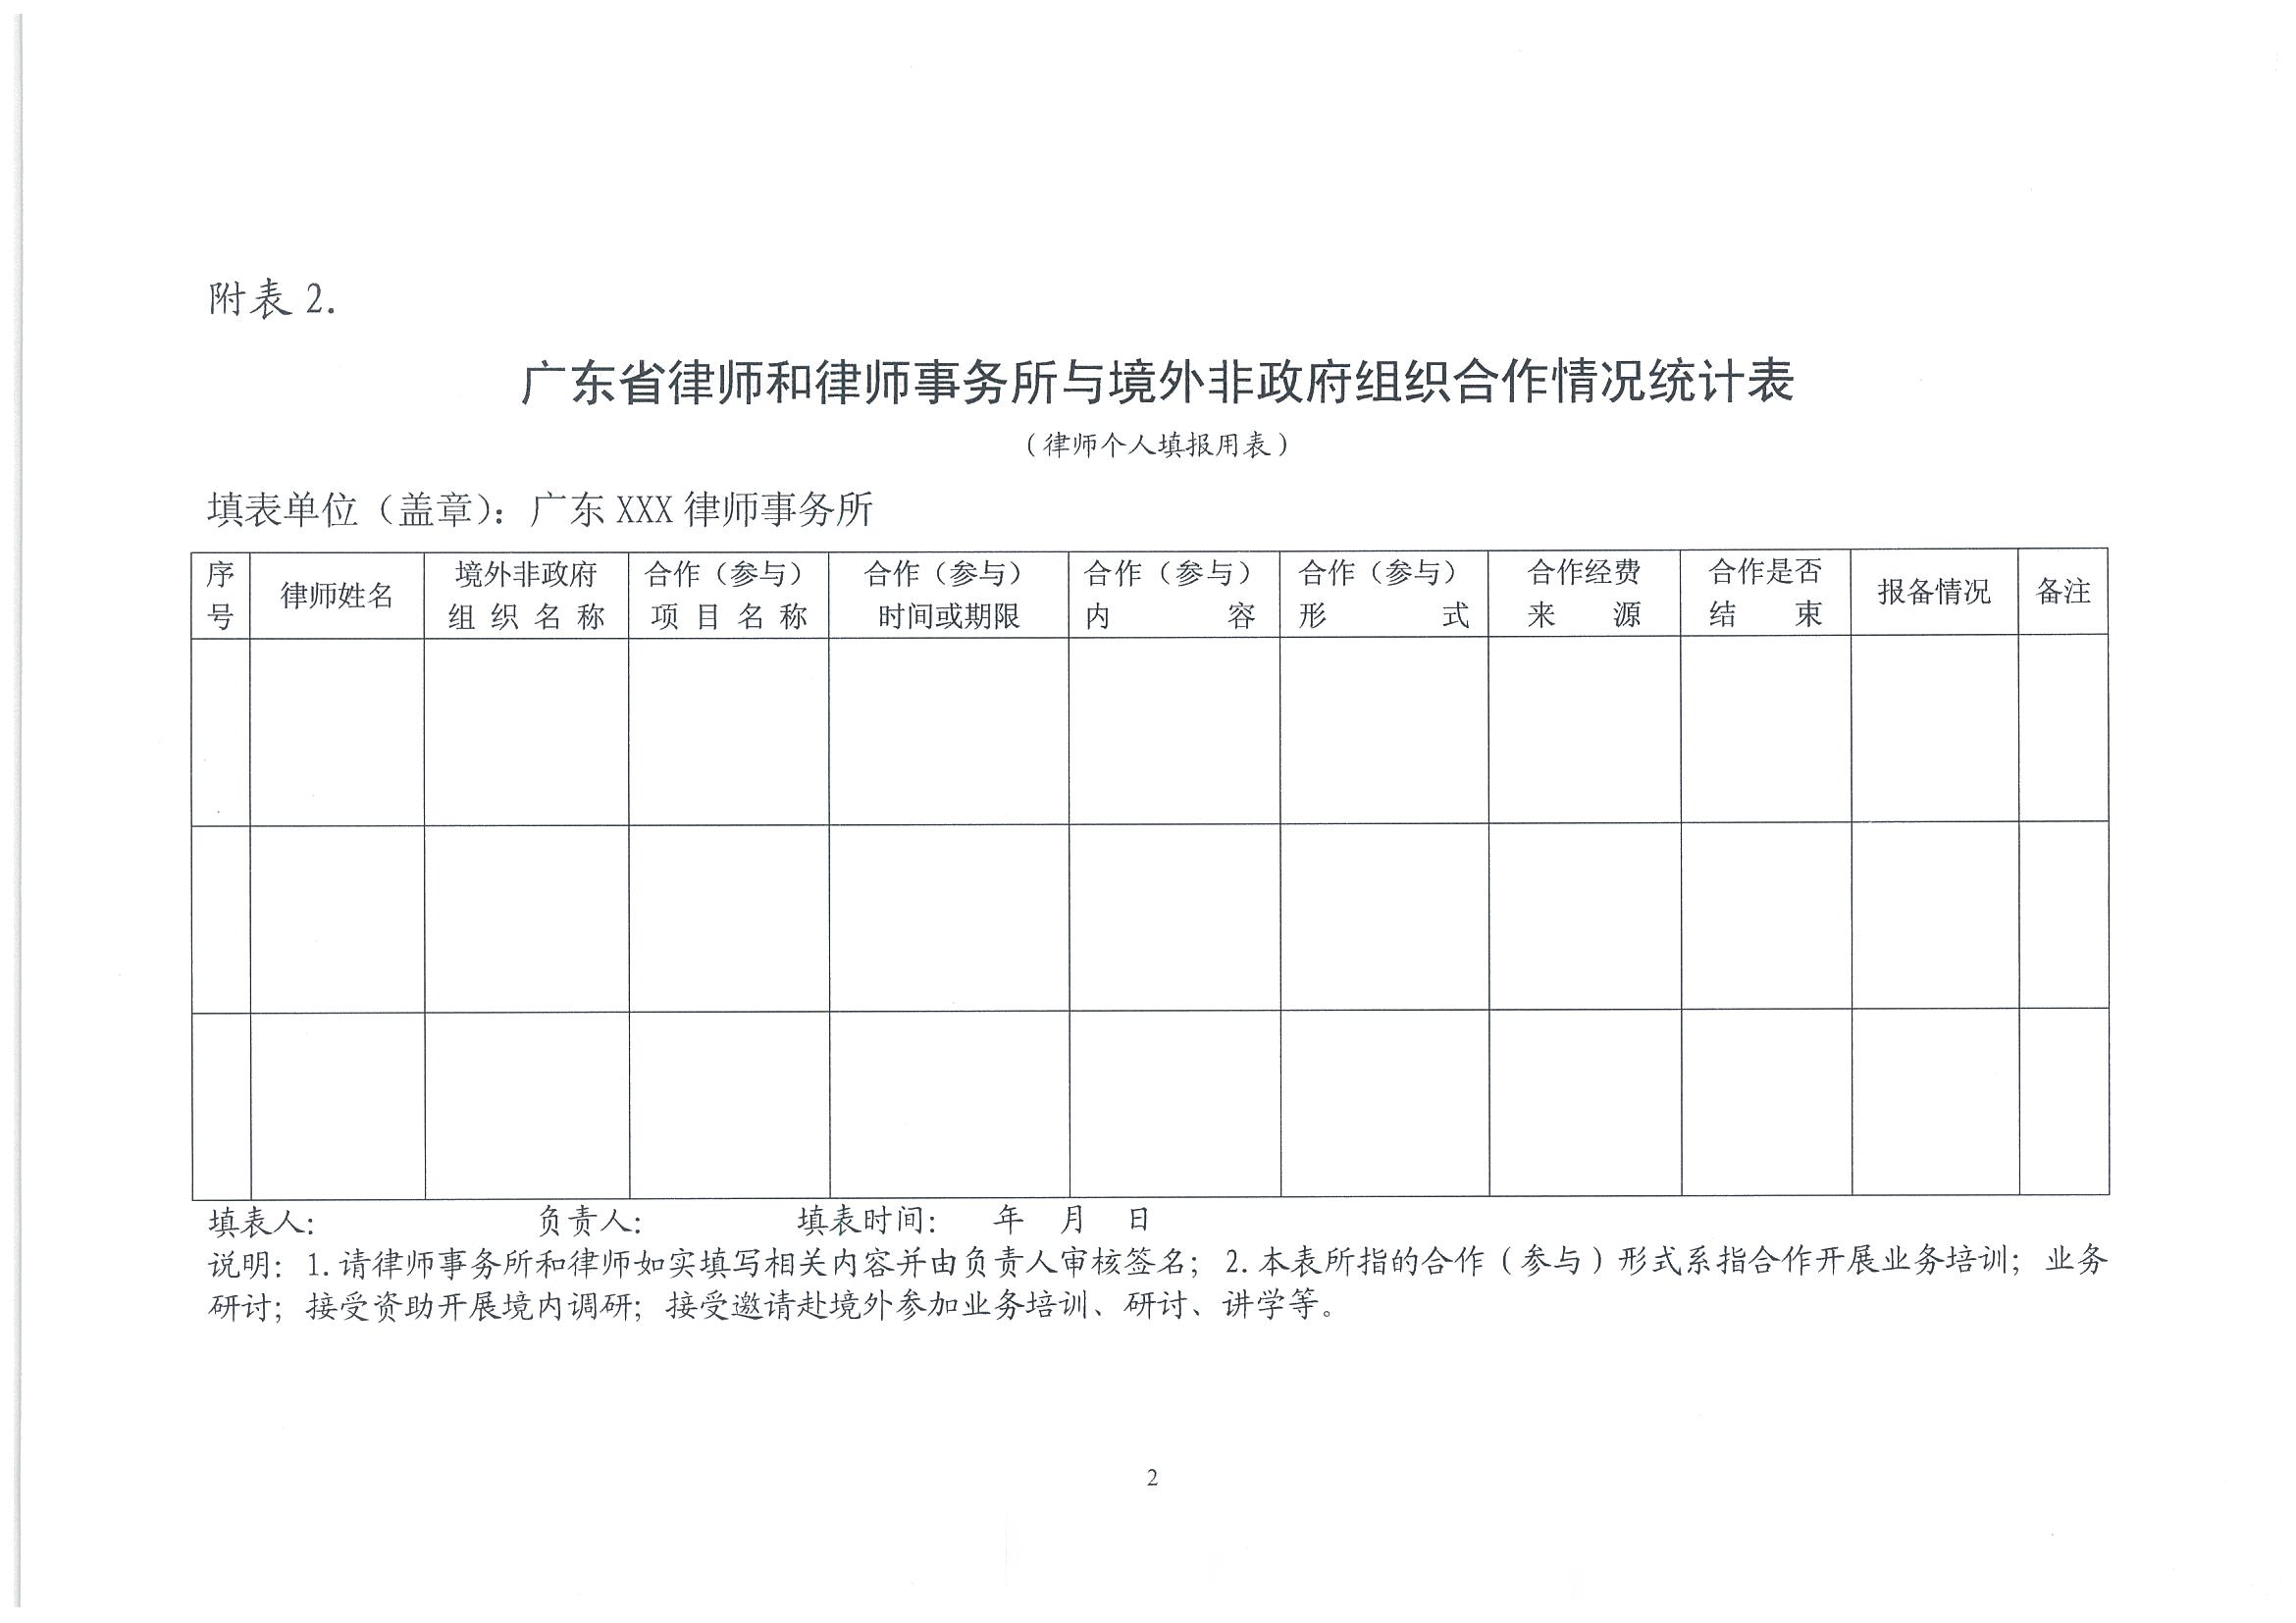 附表 2.
广东省律师和律师事务所与境外非政府组织合作情况统计表
（律师个人填报用表）
填表单位（盖章）：广东 XXX 律师事务所
序号 律师姓名 境外非政府组织名称 合作（参与）项目名称 合作（参与）时间或期限 合作（参与）内容 合作（参与）形式 合作经费来源 合作是否结束 报备情况 备注
填表人： 负责人： 填表时间： 年 月 日
说明：1.请律师事务所和律师如实填写相关内容并由负责人审核签名；2.本表所指的合作（参与）形式系指合作开展业务培训；业务
研讨；接受资助开展境内调研；接受邀请赴境外参加业务培训、研讨、讲学等。
2